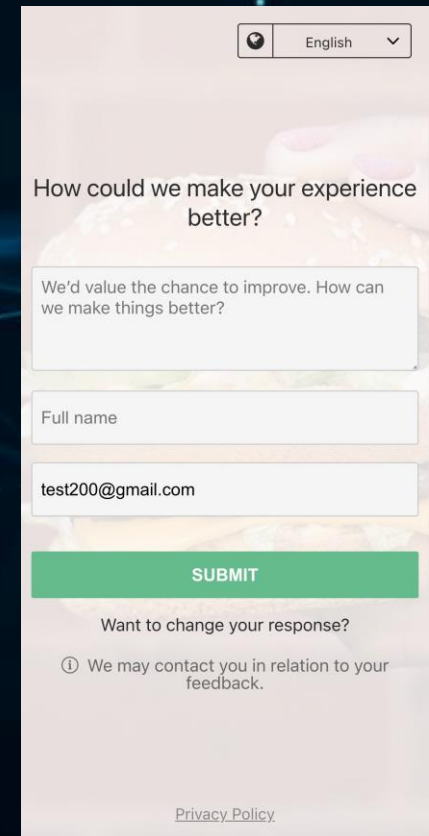 English
How could we make your experience
better?
We'd value the chance to improve. How can
we make things better?
Full name
test200@gmail.com
SUBMIT
Want to change your response?
We may contact you in relation to your
feedback.
Privacy Policy